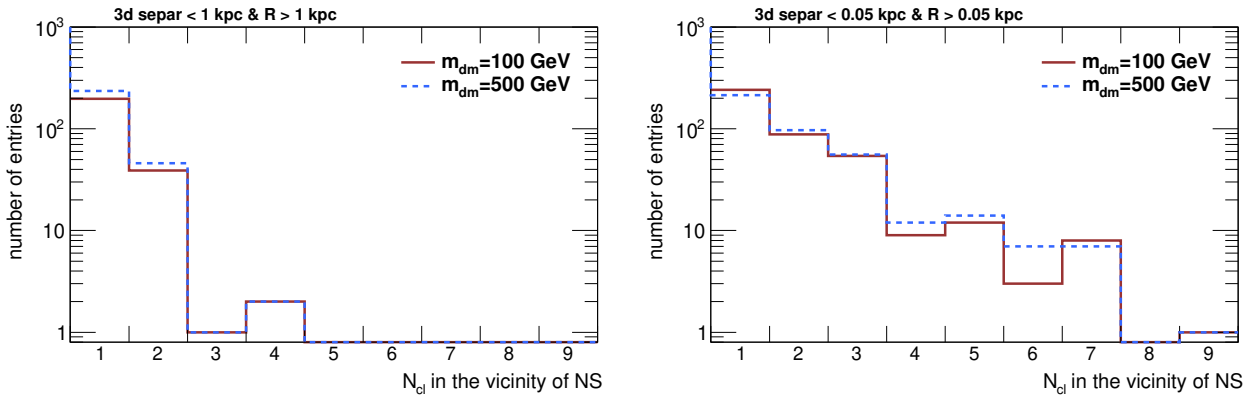 3d separ < 1 kpc & R > 1 kpc
number of entries
10³
10²
10
1
m_dm=100 GeV
m_dm=500 GeV
1 2 3 4 5 6 7 8 9
N_cl in the vicinity of NS
3d separ < 0.05 kpc & R > 0.05 kpc
number of entries
10³
10²
10
1
m_dm=100 GeV
m_dm=500 GeV
1 2 3 4 5 6 7 8 9
N_cl in the vicinity of NS